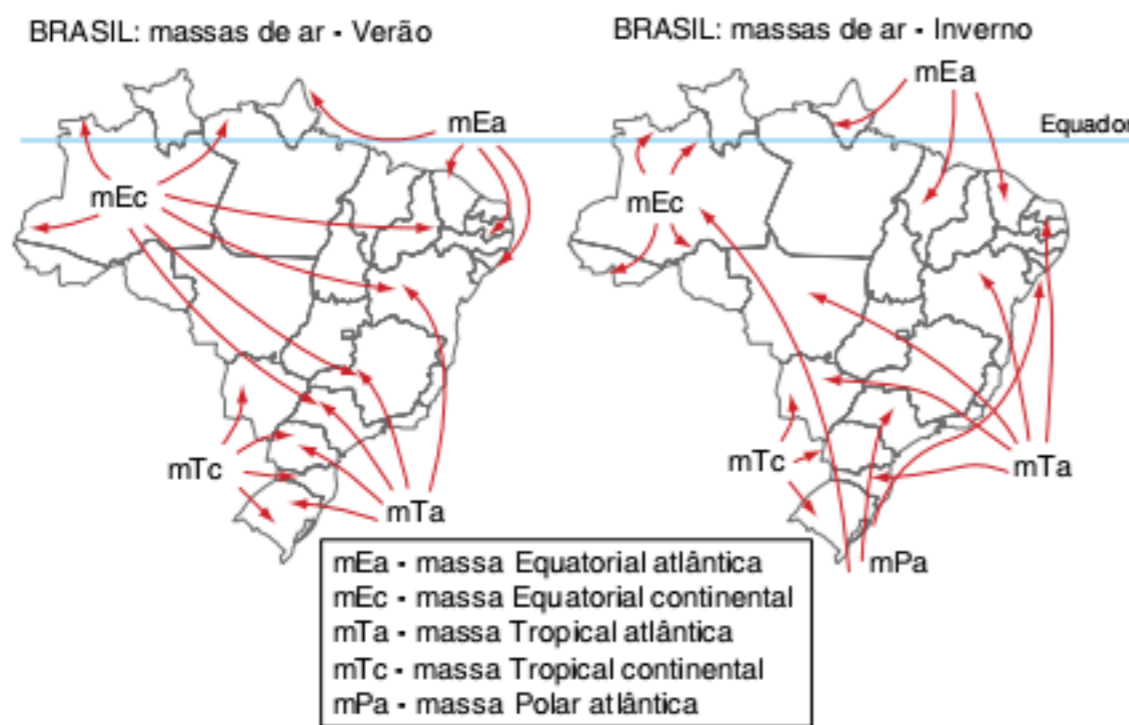 BRASIL: massas de ar - Verão
mEa
mEc
mTc
mTa
BRASIL: massas de ar - Inverno
mEa
Equador
mEc
mTc
mTa
mPa
mEa - massa Equatorial atlântica
mEc - massa Equatorial continental
mTa - massa Tropical atlântica
mTc - massa Tropical continental
mPa - massa Polar atlântica